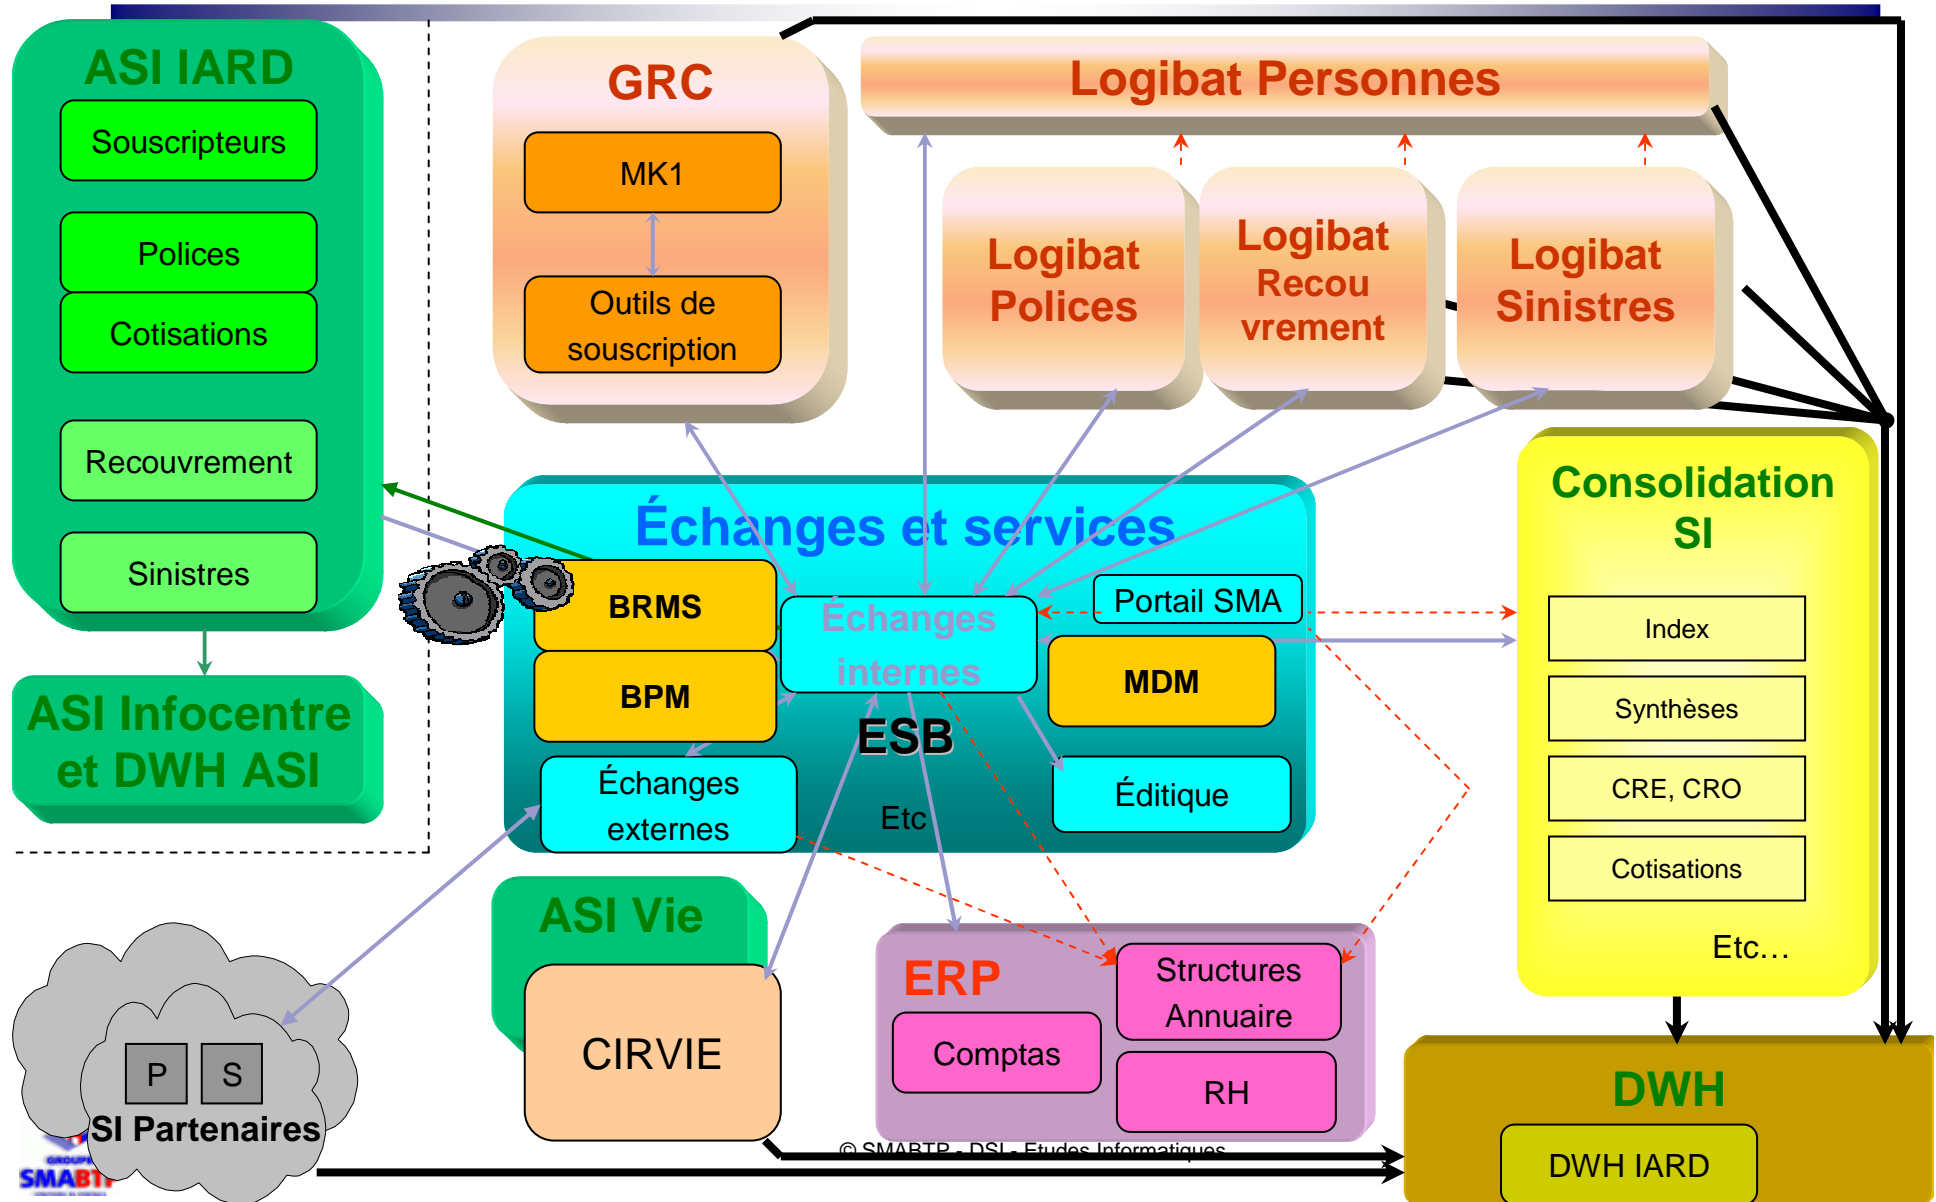 ASI IARD
Souscripteurs
Polices
Cotisations
Recouvrement
Sinistres
ASI Infocentre
et DWH ASI
GRC
MK1
Outils de
souscription
Logibat Personnes
Logibat
Polices
Logibat
Recou
vrement
Logibat
Sinistres
Échanges et services
BRMS
BPM
Échanges
internes
Portail SMA
MDM
ESB
Échanges
externes
Etc
Éditique
Consolidation
SI
Index
Synthèses
CRE, CRO
Cotisations
Etc...
ASI Vie
CIRVIE
ERP
Comptas
Structures
Annuaire
RH
P
S
SI Partenaires
GROUPE
SMABTP
© SMABTP - DSI - Etudes Informatiques
DWH
DWH IARD